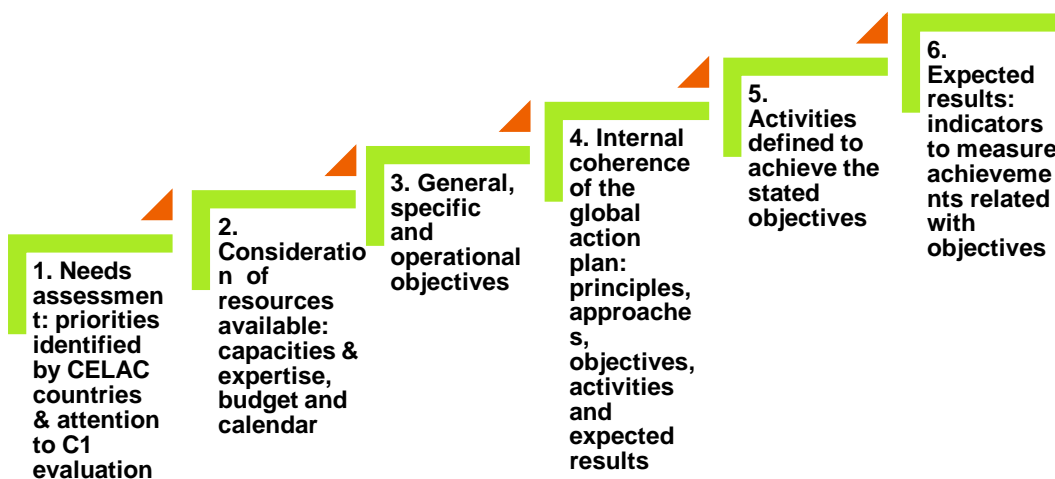 1. Needs
assessmen
t: priorities
identified
by CELAC
countries
& attention
to C1
evaluation
2.
Consideratio
n of
resources
available:
capacities &
expertise,
budget and
calendar
3. General,
specific
and
operational
objectives
4. Internal
coherence
of the
global
action
plan:
principles,
approache
s,
objectives,
activities
and
expected
results
5.
Activities
defined to
achieve the
stated
objectives
6.
Expected
results:
indicators
to measure
achieveme
nts related
with
objectives